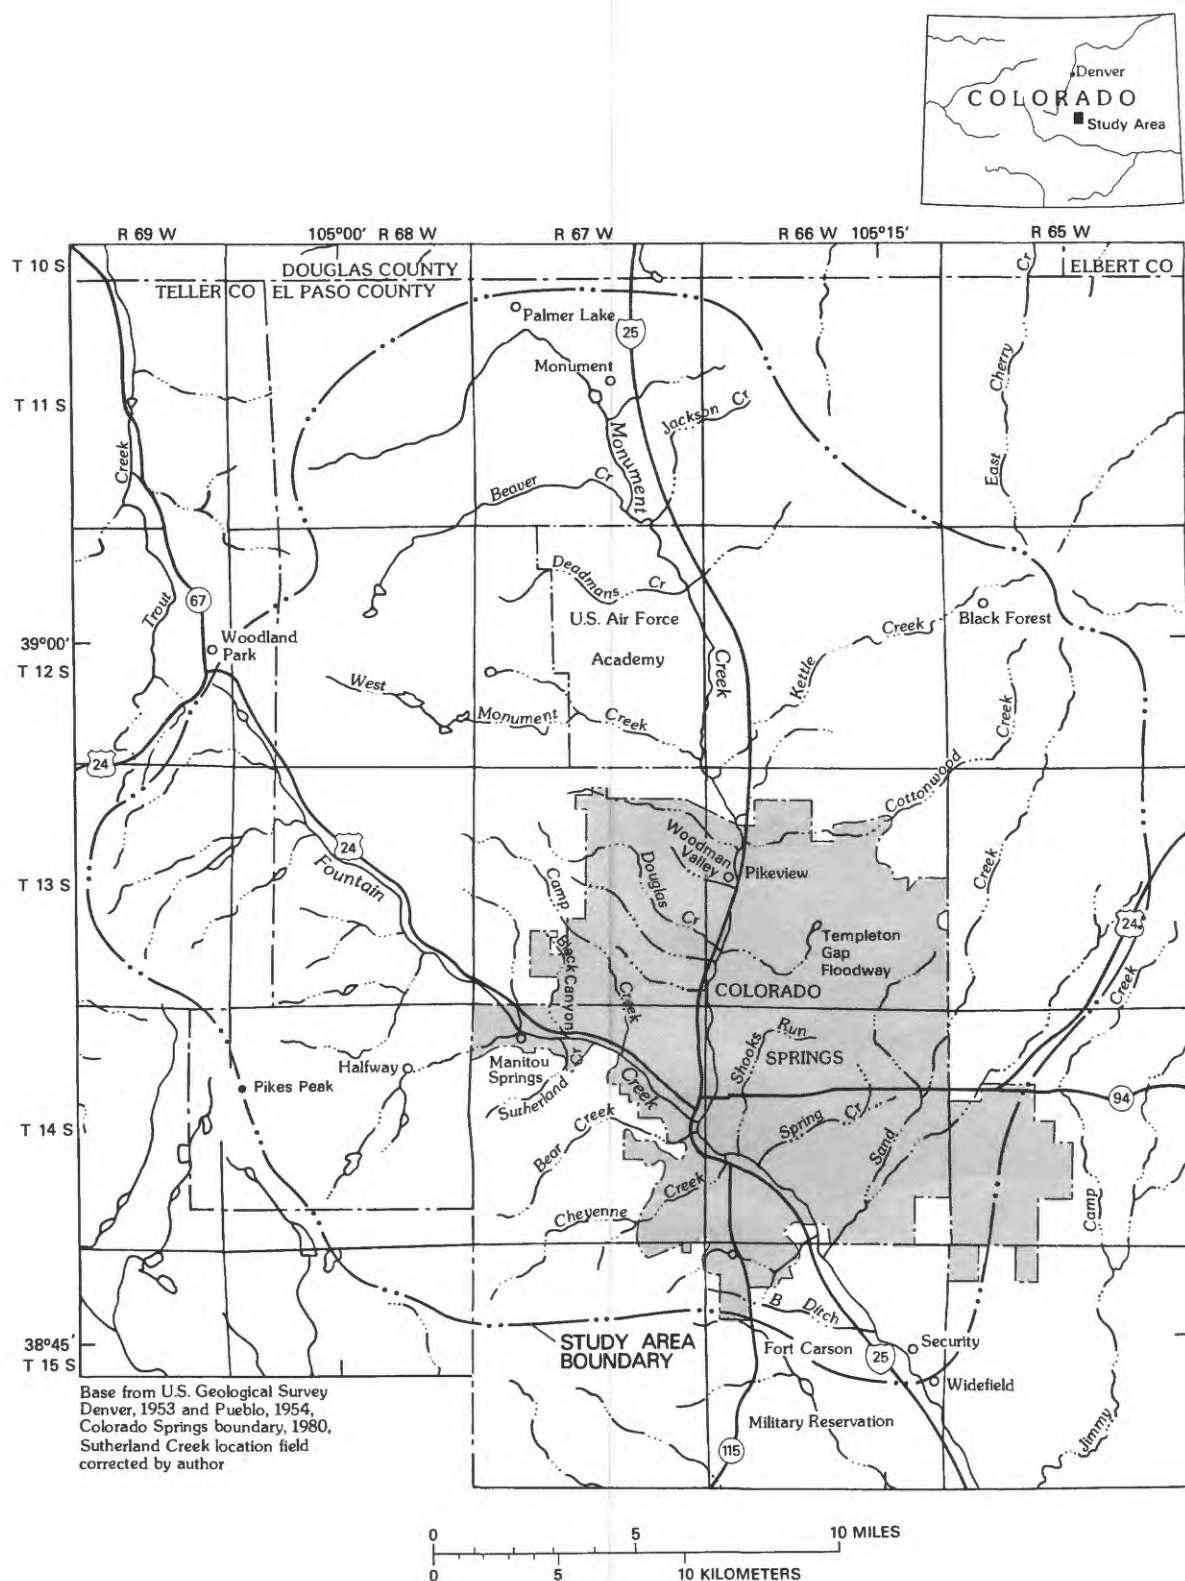 Denver
COLORADO
Study Area
R 69 W
105°00'
R 68 W
R 67 W
R 66 W
105°15'
R 65 W
T 10 S
DOUGLAS COUNTY
ELBERT CO
TELLER CO
EL PASO COUNTY
Cr
Palmer Lake
25
Monument
East Cherry
T 11 S
Jackson Cr
Creek
Monument
Beaver Cr
Deadmans Cr
67
Trout
U.S. Air Force
Academy
Black Forest
Kettle Creek
39°00'
Woodland
Park
T 12 S
Creek
West
Monument Creek
Creek
24
Cottonwood
Woodman
Valley
24
Pikeview
Fountain
T 13 S
Camp
Douglas
Cr
Creek
24
Templeton
Gap
Floodway
Black Canyon
Cr
Creek
COLORADO
Creek
Shooks Run
SPRINGS
Manitou
Springs
Halfway
Pikes Peak
Sutherland
Creek
94
T 14 S
Bear Creek
Spring Cr
Sand
Cheyenne Creek
Camp
B Ditch
STUDY AREA
BOUNDARY
38°45'
T 15 S
Fort Carson
25
Security
Widefield
Military Reservation
115
Jimmy
Base from U.S. Geological Survey
Denver, 1953 and Pueblo, 1954,
Colorado Springs boundary, 1980,
Sutherland Creek location field
corrected by author
0 5 10 MILES
0 5 10 KILOMETERS